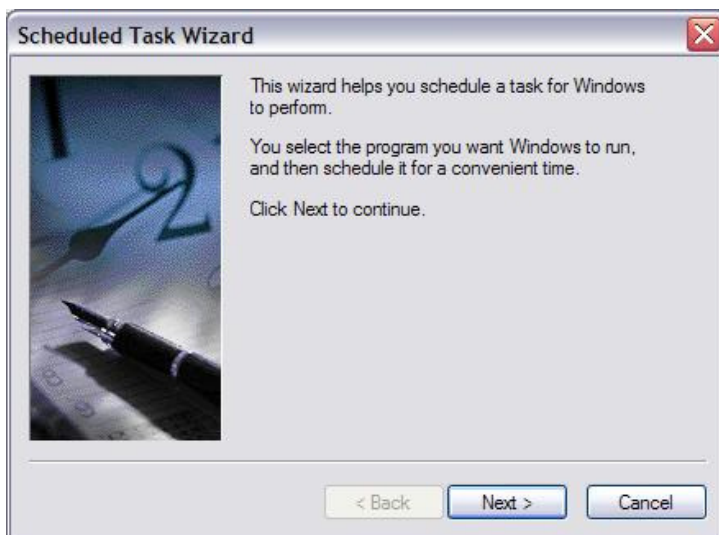 Scheduled Task Wizard
This wizard helps you schedule a task for Windows
to perform.
You select the program you want Windows to run,
and then schedule it for a convenient time.
Click Next to continue.
2
< Back
Next >
Cancel